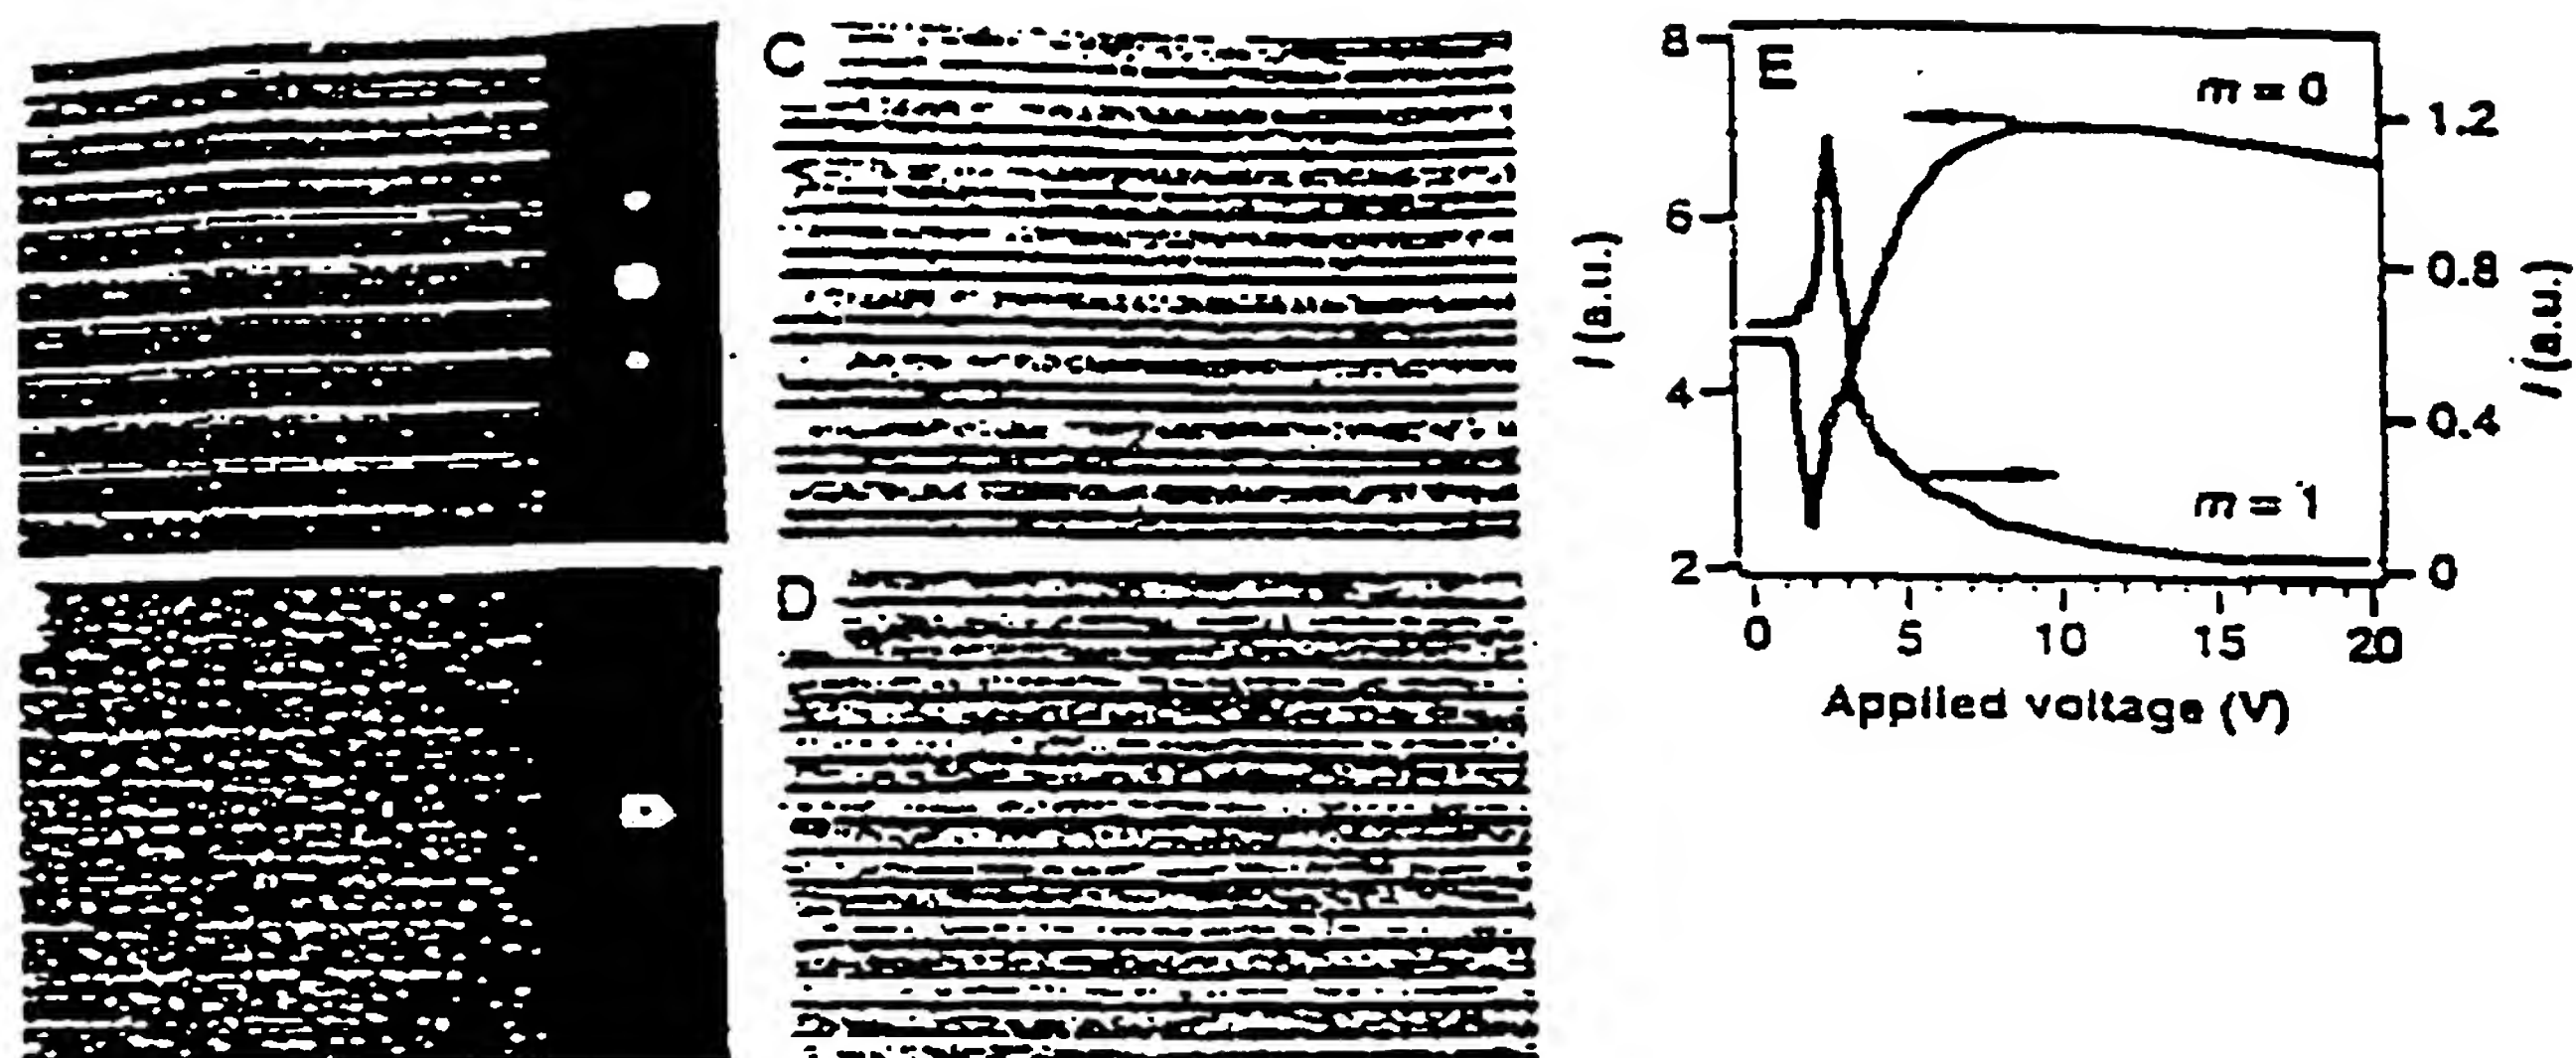 C
D
E
m = 0
m = 1
8
6
4
2
I (a.u.)
1.2
0.8
0.4
0
I (a.u.)
0 5 10 15 20
Applied voltage (V)